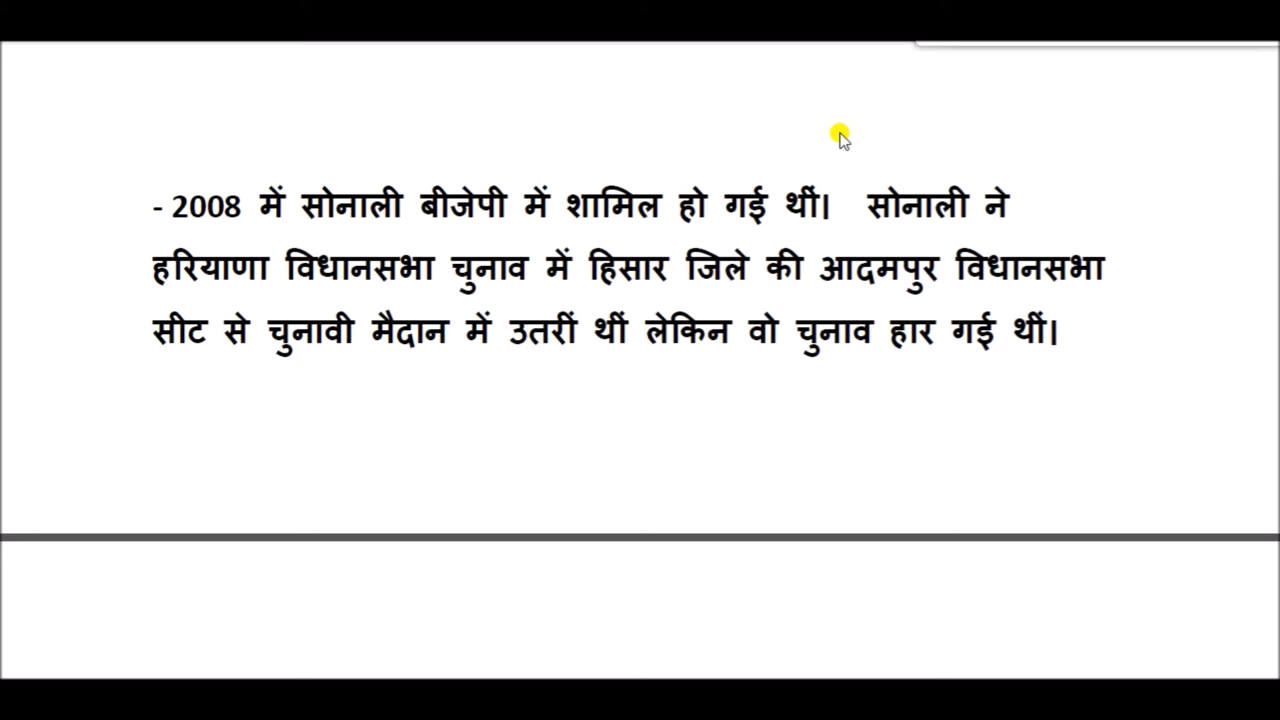 - 2008 में सोनाली बीजेपी में शामिल हो गई थीं। सोनाली ने
हरियाणा विधानसभा चुनाव में हिसार जिले की आदमपुर विधानसभा
सीट से चुनावी मैदान में उतरीं थीं लेकिन वो चुनाव हार गई थीं।